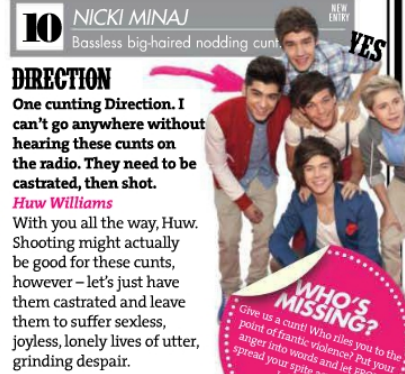 10
NICKI MINAJ
NEW
ENTRY
Bassless big-haired nodding cunt
YES
DIRECTION
One cunting Direction. I
can't go anywhere without
hearing these cunts on
the radio. They need to be
castrated, then shot.
Huw Williams
With you all the way, Huw.
Shooting might actually
be good for these cunts,
however – let's just have
them castrated and leave
them to suffer sexless,
joyless, lonely lives of utter,
grinding despair.
WHO'S
MISSING?
Give us a cunt! Who riles you to the
point of frantic violence? Put your
anger into words and let
spread your spite